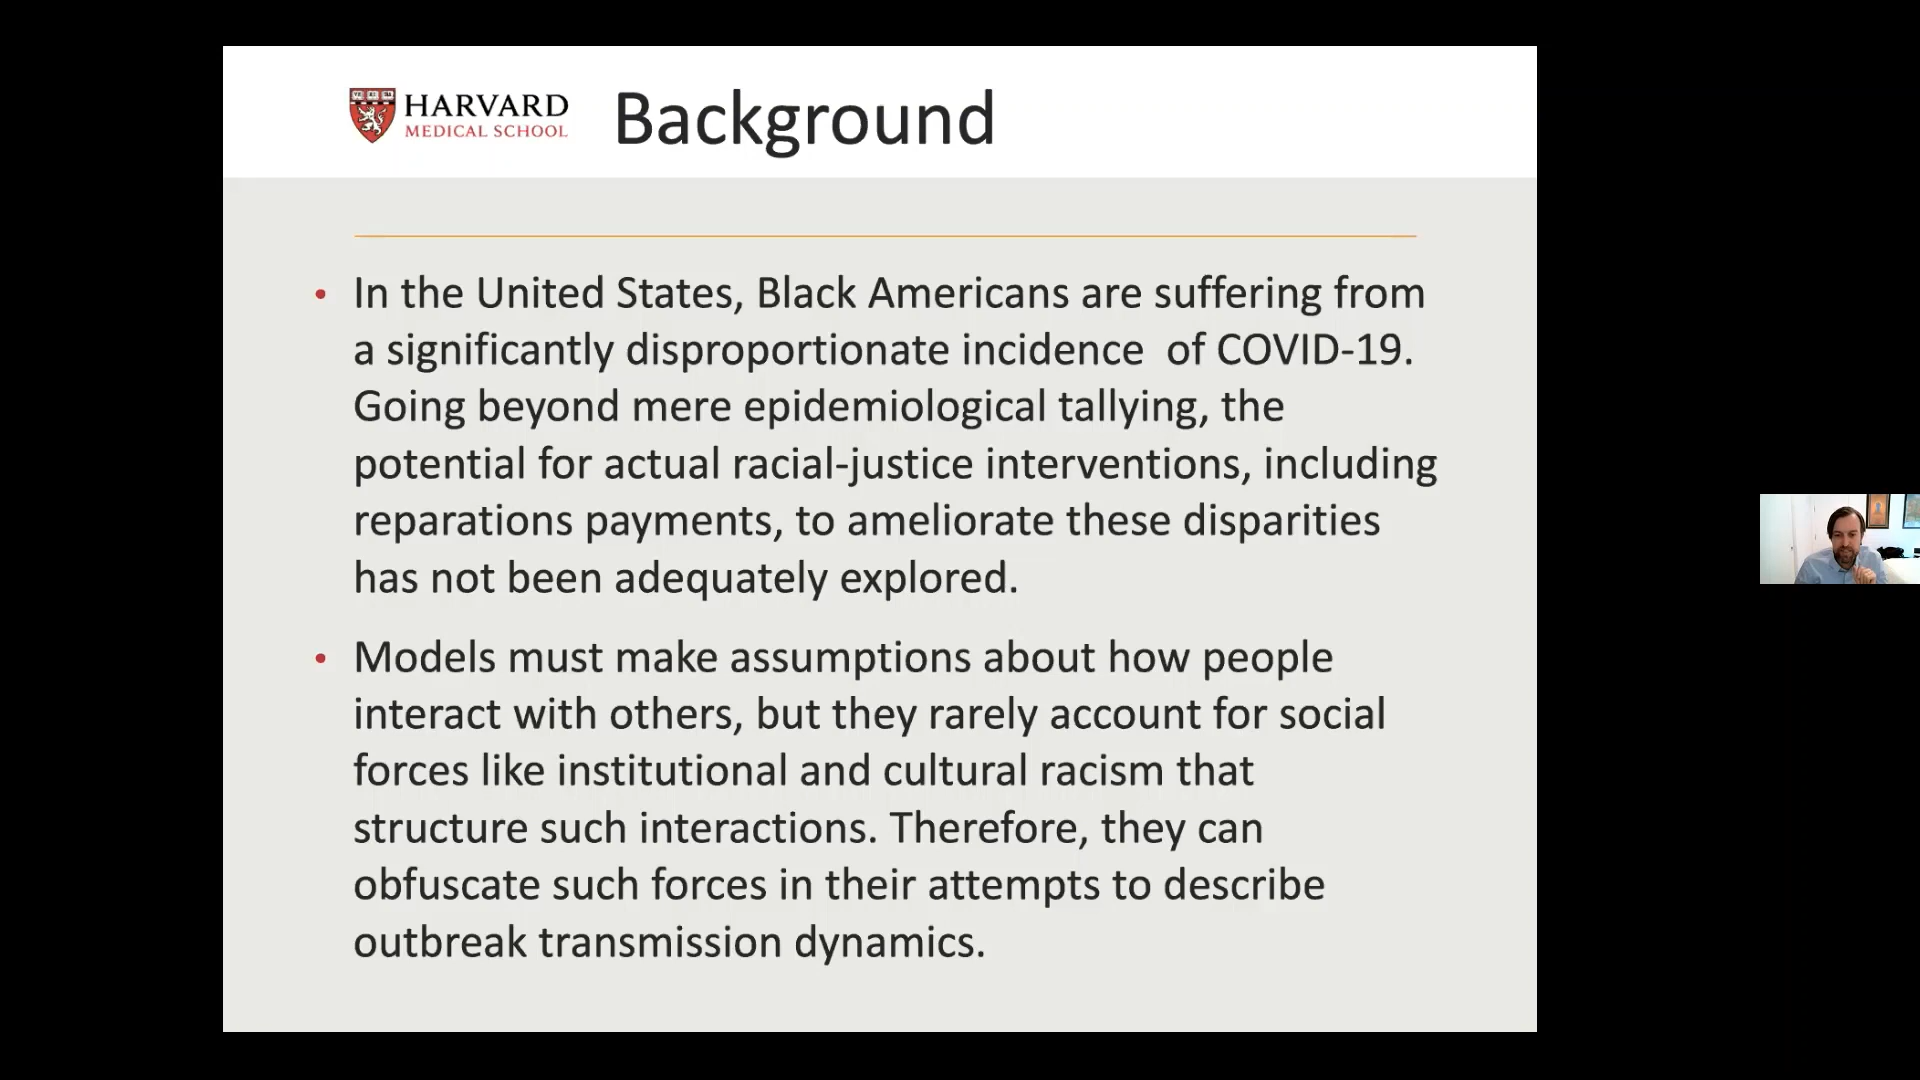 HARVARD
MEDICAL SCHOOL
Background
• In the United States, Black Americans are suffering from
a significantly disproportionate incidence of COVID-19.
Going beyond mere epidemiological tallying, the
potential for actual racial-justice interventions, including
reparations payments, to ameliorate these disparities
has not been adequately explored.
• Models must make assumptions about how people
interact with others, but they rarely account for social
forces like institutional and cultural racism that
structure such interactions. Therefore, they can
obfuscate such forces in their attempts to describe
outbreak transmission dynamics.